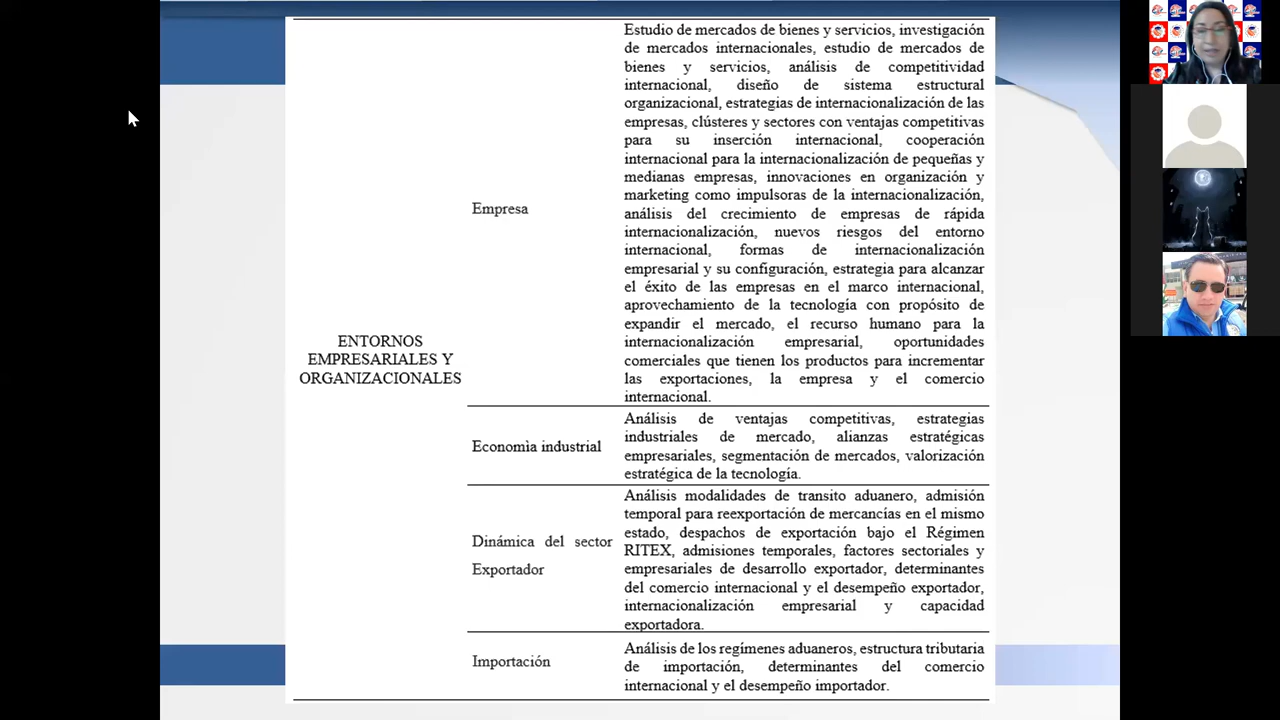 Estudio de mercados de bienes y servicios, investigación
de mercados internacionales, estudio de mercados de
bienes y servicios, análisis de competitividad
internacional, diseño de sistema estructural
organizacional, estrategias de internacionalización de las
empresas, clústeres y sectores con ventajas competitivas
para su inserción internacional, cooperación
internacional para la internacionalización de pequeñas y
medianas empresas, innovaciones en organización y
marketing como impulsoras de la internacionalización,
análisis del crecimiento de empresas de rápida
internacionalización, nuevos riesgos del entorno
internacional, formas de internacionalización
empresarial y su configuración, estrategia para alcanzar
el éxito de las empresas en el marco internacional,
aprovechamiento de la tecnología con propósito de
expandir el mercado, el recurso humano para la
internacionalización empresarial, oportunidades
comerciales que tienen los productos para incrementar
las exportaciones, la empresa y el comercio
internacional.
Empresa
ENTORNOS
EMPRESARIALES Y
ORGANIZACIONALES
Economìa industrial
Análisis de ventajas competitivas, estrategias
industriales de mercado, alianzas estratégicas
empresariales, segmentación de mercados, valorización
estratégica de la tecnología.
Dinámica del sector
Exportador
Análisis modalidades de transito aduanero, admisión
temporal para reexportación de mercancías en el mismo
estado, despachos de exportación bajo el Régimen
RITEX, admisiones temporales, factores sectoriales y
empresariales de desarrollo exportador, determinantes
del comercio internacional y el desempeño exportador,
internacionalización empresarial y capacidad
exportadora.
Importación
Análisis de los regímenes aduaneros, estructura tributaria
de importación, determinantes del comercio
internacional y el desempeño importador.